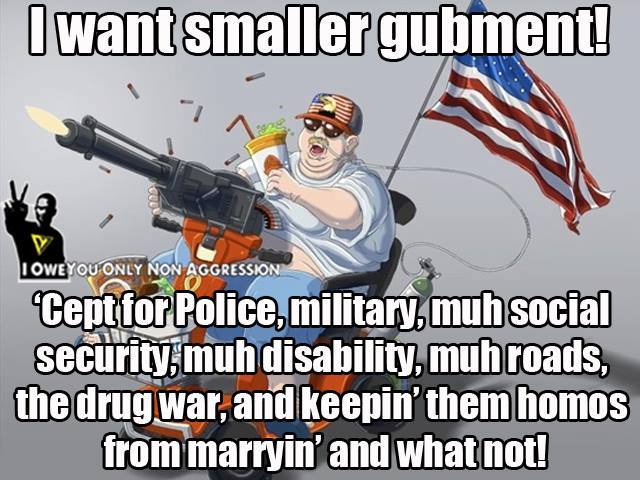 I want smaller gubment!
I OWE YOU ONLY NON AGGRESSION
‘Cept for Police, military, muh social
security, muh disability, muh roads,
the drug war, and keepin’ them homos
from marryin’ and what not!